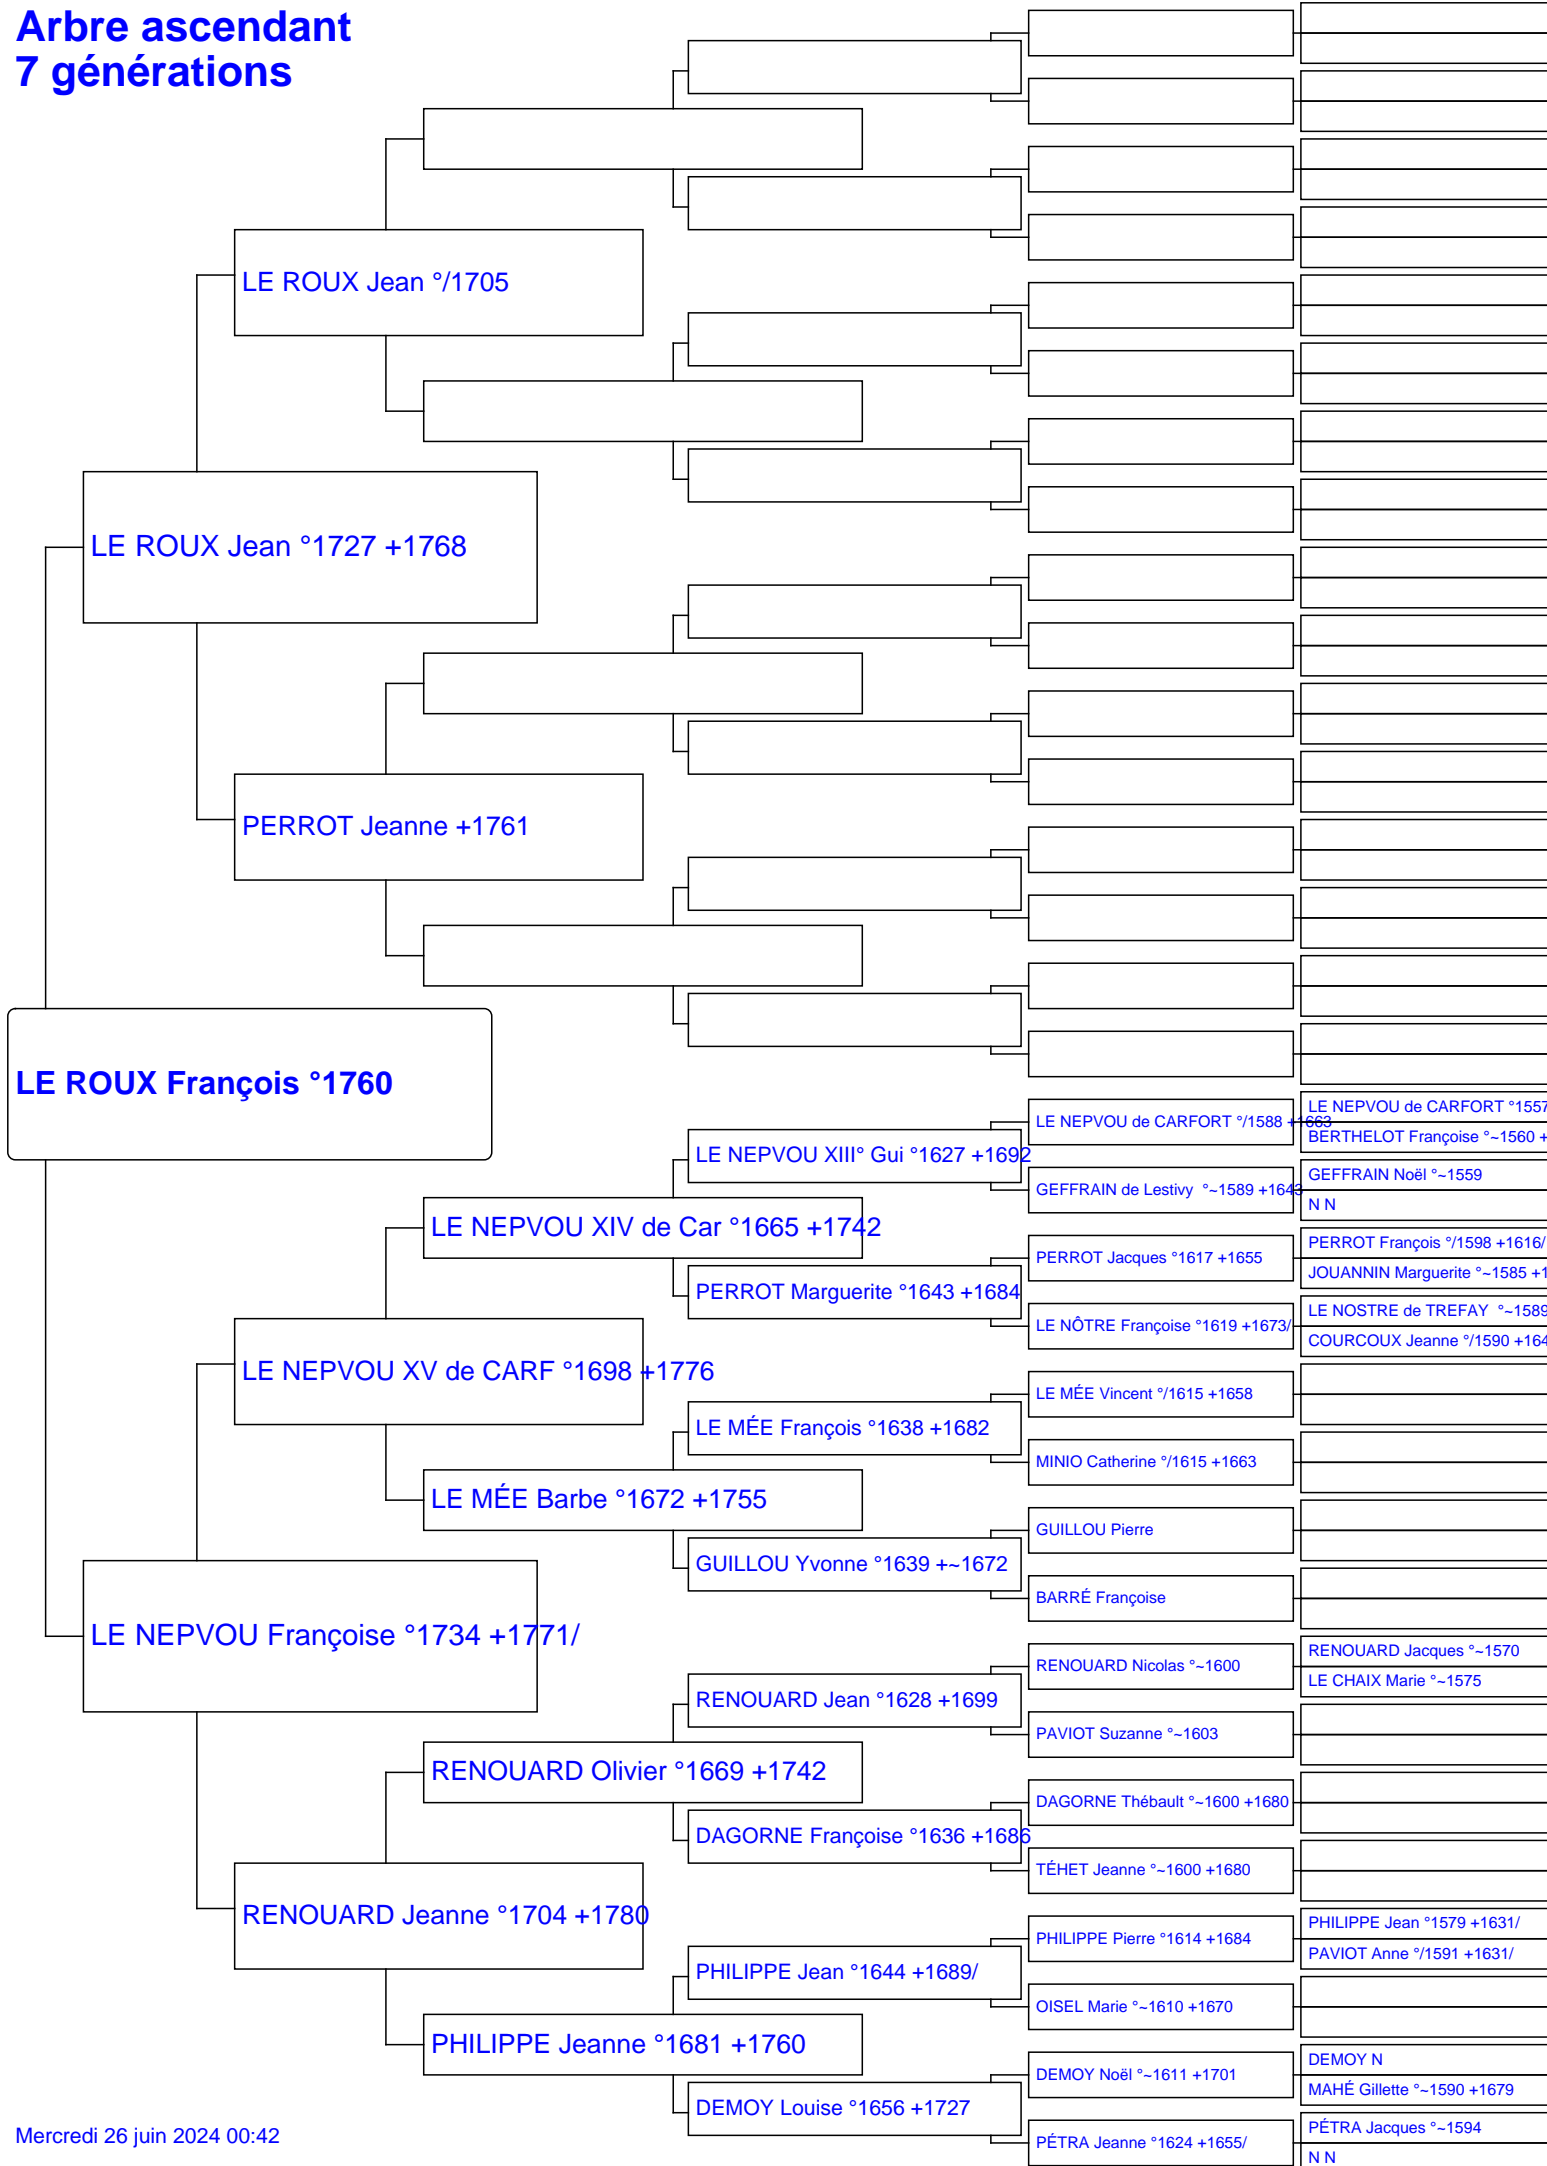 Arbre ascendant
7 générations
LE ROUX Jean °/1705
LE ROUX Jean °1727 +1768
PERROT Jeanne +1761
LE ROUX François °1760
LE NEPVOU de CARFORT °/1588 +1663
LE NEPVOU de CARFORT °1557
BERTHELOT Françoise °~1560 +
LE NEPVOU XIII° Gui °1627 +1692
GEFFRAIN de Lestivy °~1589 +1643
GEFFRAIN Noël °~1559
N N
LE NEPVOU XIV de Car °1665 +1742
PERROT Jacques °1617 +1655
PERROT François °/1598 +1616/
JOUANNIN Marguerite °~1585 +1
PERROT Marguerite °1643 +1684
LE NÔTRE Françoise °1619 +1673/
LE NOSTRE de TREFAY °~1589
COURCOUX Jeanne °/1590 +164
LE NEPVOU XV de CARF °1698 +1776
LE MÉE Vincent °/1615 +1658
LE MÉE François °1638 +1682
MINIO Catherine °/1615 +1663
LE MÉE Barbe °1672 +1755
GUILLOU Pierre
GUILLOU Yvonne °1639 +~1672
BARRÉ Françoise
LE NEPVOU Françoise °1734 +1771/
RENOUARD Nicolas °~1600
RENOUARD Jacques °~1570
LE CHAIX Marie °~1575
RENOUARD Jean °1628 +1699
PAVIOT Suzanne °~1603
RENOUARD Olivier °1669 +1742
DAGORNE Thébault °~1600 +1680
DAGORNE Françoise °1636 +1686
TÉHET Jeanne °~1600 +1680
RENOUARD Jeanne °1704 +1780
PHILIPPE Pierre °1614 +1684
PHILIPPE Jean °1579 +1631/
PAVIOT Anne °/1591 +1631/
PHILIPPE Jean °1644 +1689/
OISEL Marie °~1610 +1670
PHILIPPE Jeanne °1681 +1760
DEMOY Noël °~1611 +1701
DEMOY N
MAHÉ Gillette °~1590 +1679
DEMOY Louise °1656 +1727
PÉTRA Jeanne °1624 +1655/
PÉTRA Jacques °~1594
N N
Mercredi 26 juin 2024 00:42